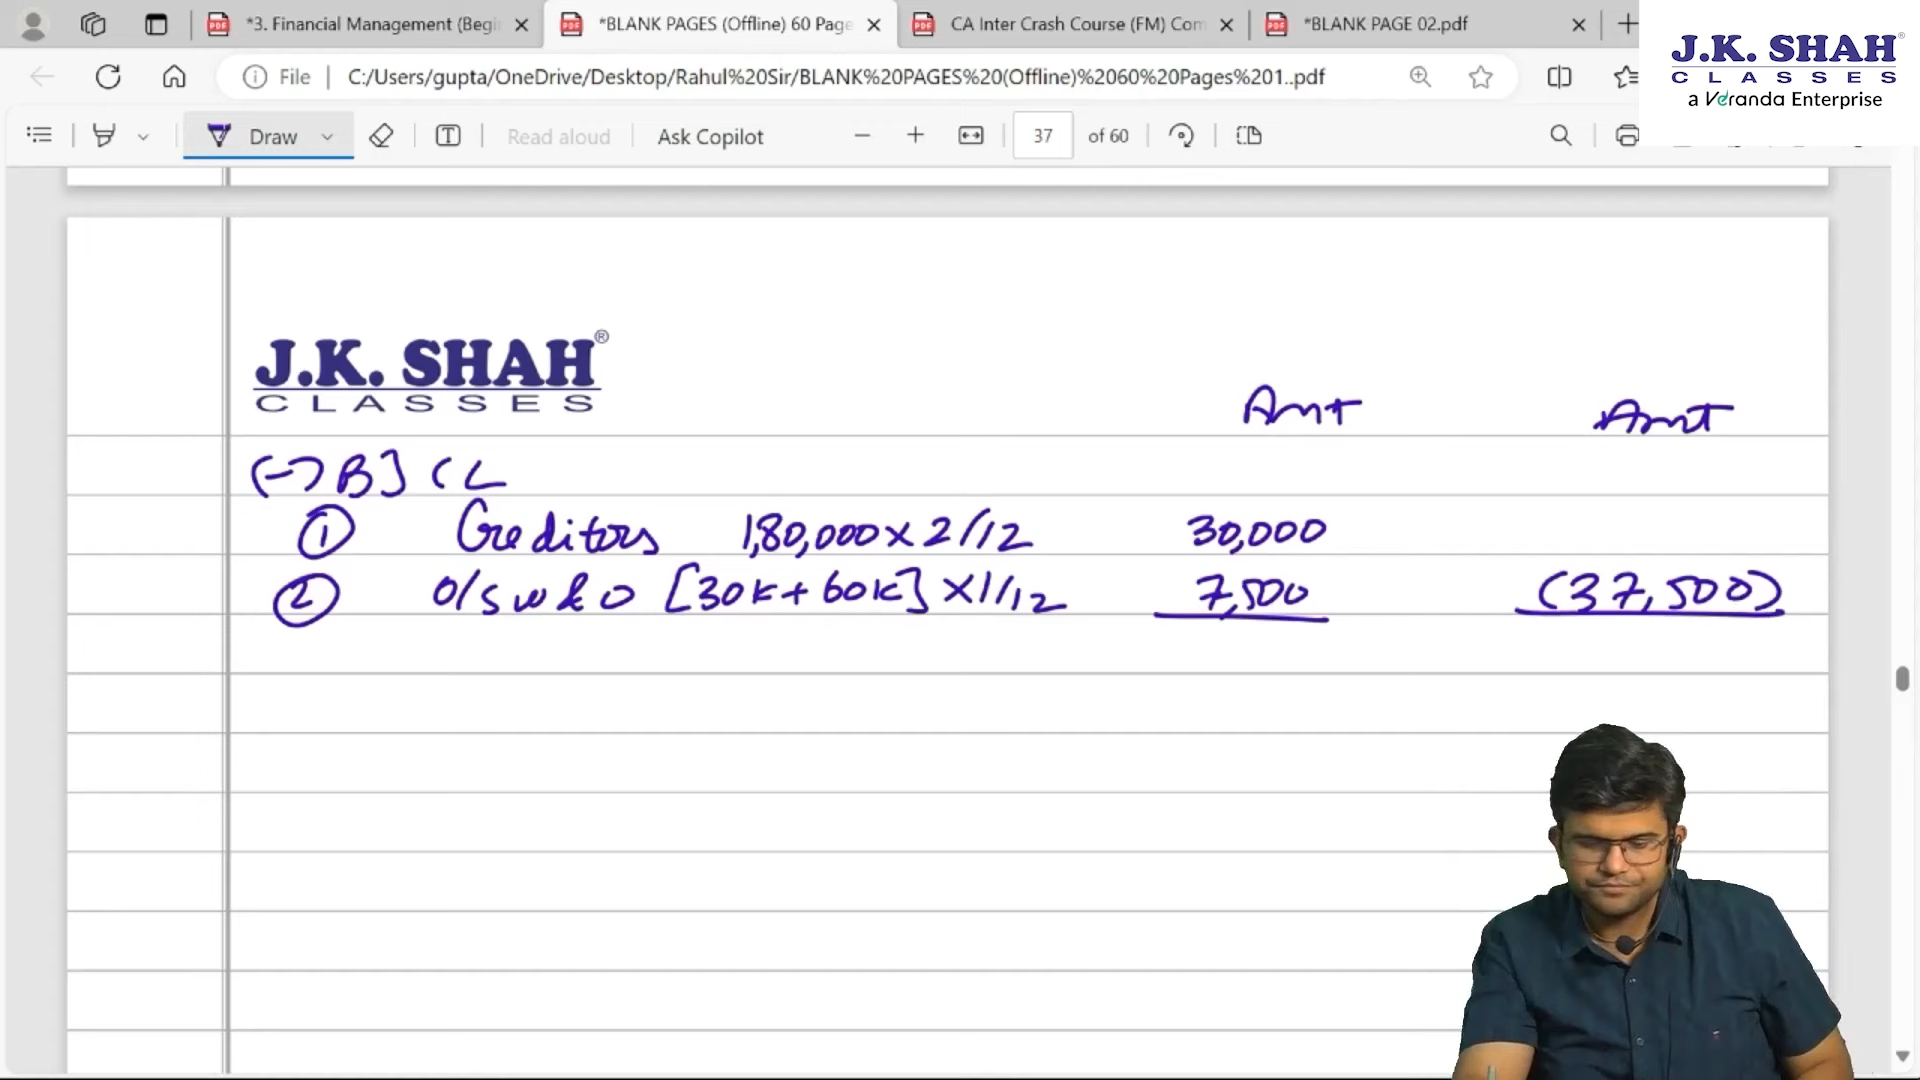 *3. Financial Management (Begi
*BLANK PAGES (Offline) 60 Page
CA Inter Crash Course (FM) Com
*BLANK PAGE 02.pdf
J.K. SHAH®
CLASSES
a Veranda Enterprise
File
C:/Users/gupta/OneDrive/Desktop/Rahul%20Sir/BLANK%20PAGES%20(Offline)%2060%20Pages%201..pdf
Draw
Read aloud
Ask Copilot
37 of 60
J.K. SHAH®
CLASSES
Amt Amt
(-) B] CL
① Creditors 1,80,000 x 2/12 30,000
② O/S W & O [30K + 60K] x 1/12 7,500 (37,500)